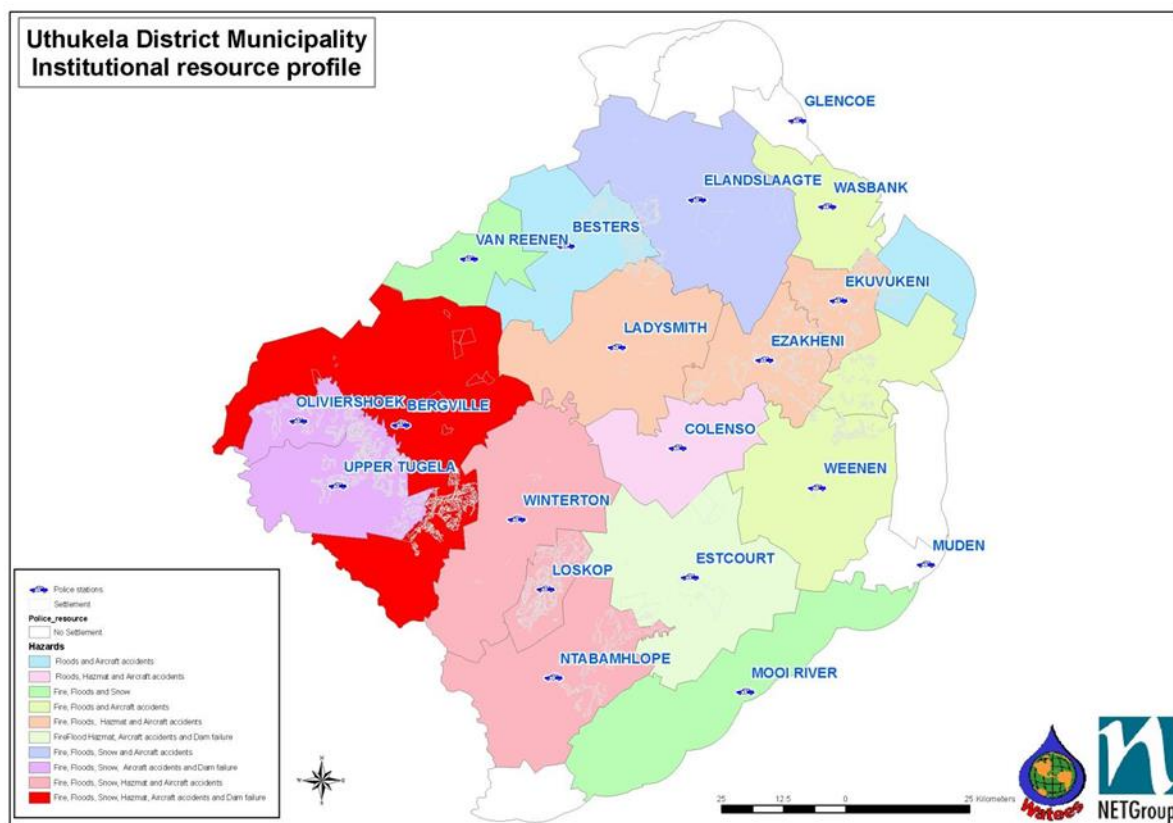 Uthukela District Municipality
Institutional resource profile
GLENCOE
ELANDSLAAGTE
WASBANK
BESTERS
VAN REENEN
EKUVUKENI
LADYSMITH
EZAKHENI
OLIVIERSHOEK
BERGVILLE
COLENSO
UPPER TUGELA
WEENEN
WINTERTON
MUDEN
ESTCOURT
LOSKOP
NTABAMHLOPE
MOOI RIVER
Police stations
Settlement
Police_resource
No Settlement
Hazards
Floods and Aircraft accidents
Floods, Hazmat and Aircraft accidents
Fire, Floods and Snow
Fire, Floods and Aircraft accidents
Fire, Floods, Hazmat and Aircraft accidents
FireFlood Hazmat, Aircraft accidents and Dam failure
Fire, Floods, Snow and Aircraft accidents
Fire, Floods, Snow, Aircraft accidents and Dam failure
Fire, Floods, Snow, Hazmat and Aircraft accidents
Fire, Floods, Snow, Hazmat, Aircraft accidents and Dam failure
25 12.5 0 25 Kilometers
Watees
NETGroup